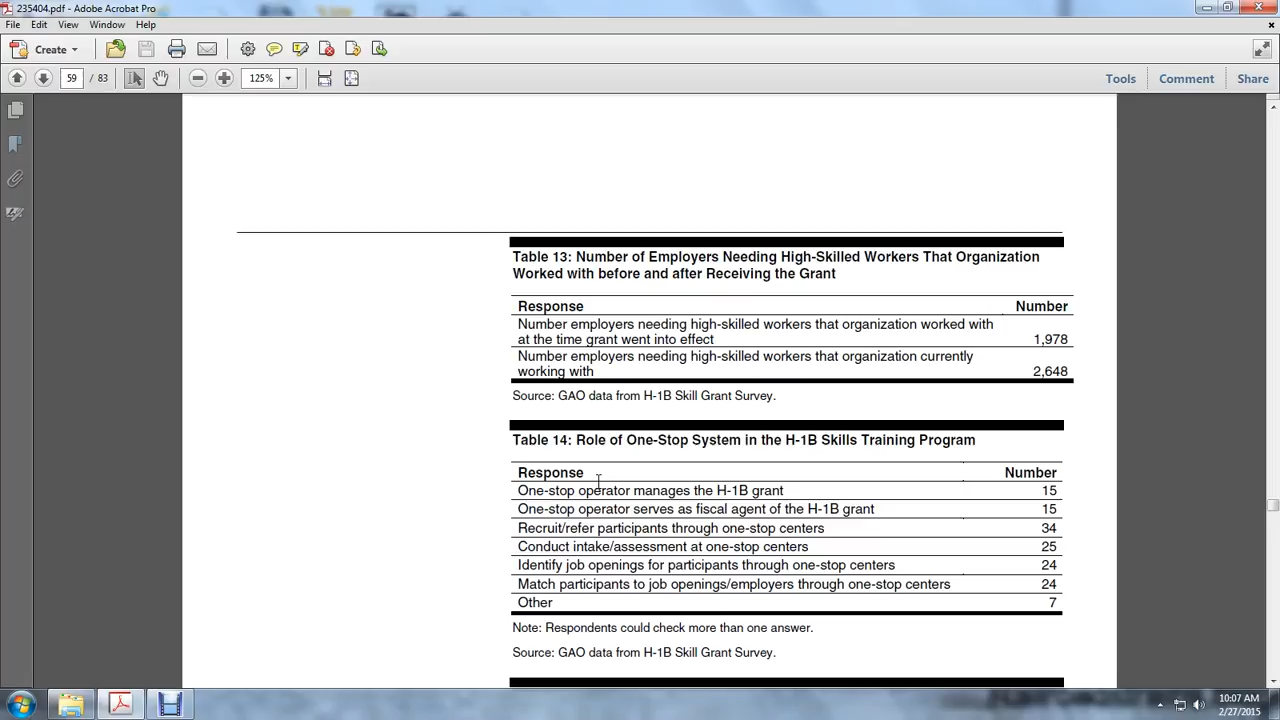 235404.pdf - Adobe Acrobat Pro
File Edit View Window Help
Create
59 / 83 125% Tools Comment Share
Table 13: Number of Employers Needing High-Skilled Workers That Organization
Worked with before and after Receiving the Grant
Response Number
Number employers needing high-skilled workers that organization worked with
at the time grant went into effect 1,978
Number employers needing high-skilled workers that organization currently
working with 2,648
Source: GAO data from H-1B Skill Grant Survey.
Table 14: Role of One-Stop System in the H-1B Skills Training Program
Response Number
One-stop operator manages the H-1B grant 15
One-stop operator serves as fiscal agent of the H-1B grant 15
Recruit/refer participants through one-stop centers 34
Conduct intake/assessment at one-stop centers 25
Identify job openings for participants through one-stop centers 24
Match participants to job openings/employers through one-stop centers 24
Other 7
Note: Respondents could check more than one answer.
Source: GAO data from H-1B Skill Grant Survey.
10:07 AM
2/27/2015